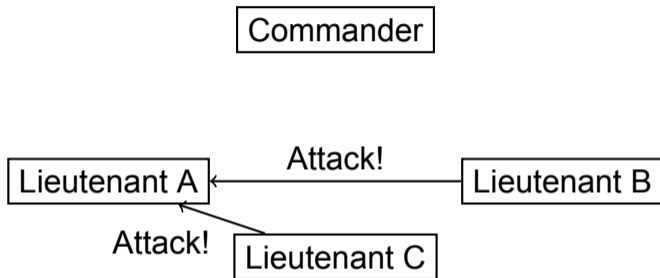 Commander
Attack!
Lieutenant A
Lieutenant B
Attack!
Lieutenant C